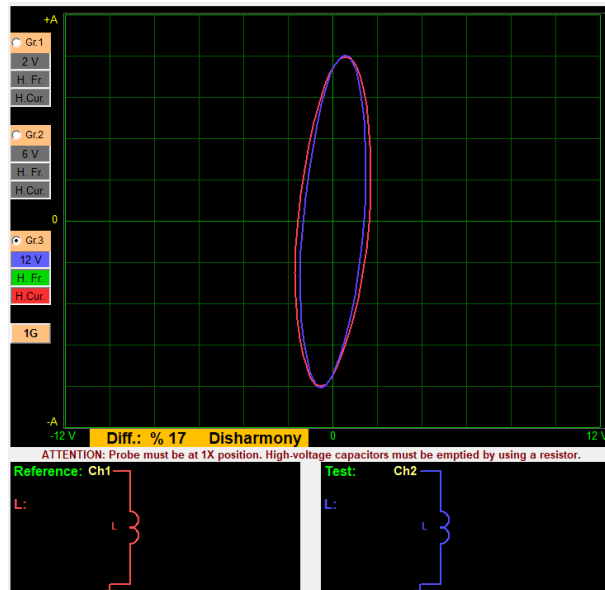 +A
Gr.1
2 V
H. Fr.
H.Cur.
Gr.2
6 V
H. Fr.
H.Cur.
0
Gr.3
12 V
H. Fr.
H.Cur.
1G
-A
-12 V
Diff.: % 17 Disharmony
0
12 V
ATTENTION: Probe must be at 1X position. High-voltage capacitors must be emptied by using a resistor.
Reference: Ch1
L:
L
Test: Ch2
L:
L